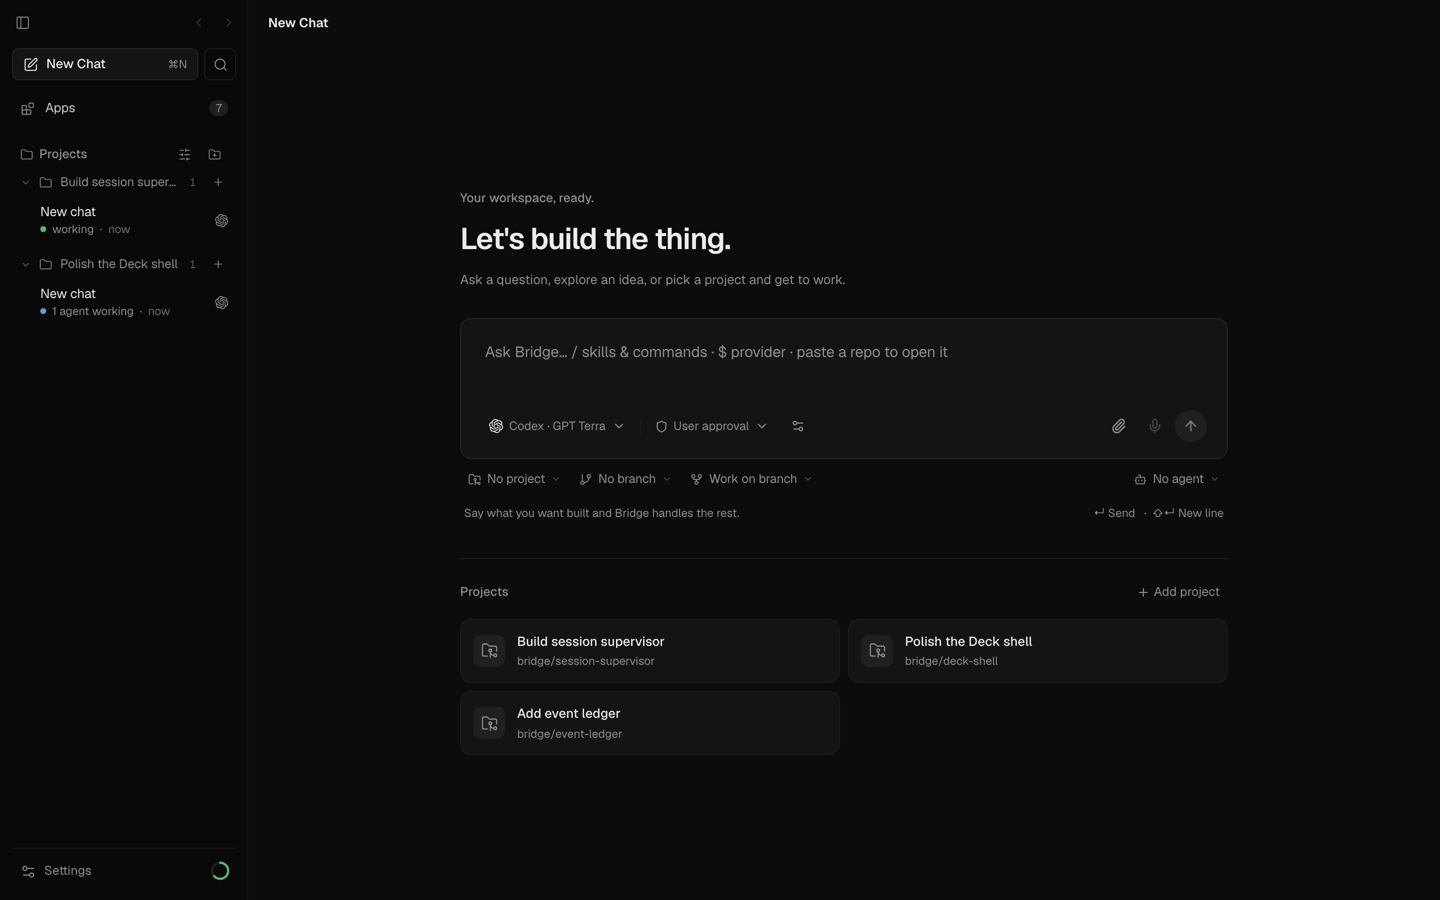 New Chat
New Chat ⌘N
Apps 7
Projects
Build session super... 1
New chat
working · now
Polish the Deck shell 1
New chat
1 agent working · now
Settings
Your workspace, ready.
Let's build the thing.
Ask a question, explore an idea, or pick a project and get to work.
Ask Bridge... / skills & commands · $ provider · paste a repo to open it
Codex · GPT Terra User approval
No project No branch Work on branch No agent
Say what you want built and Bridge handles the rest. ↵ Send · ⇧↵ New line
Projects + Add project
Build session supervisor
bridge/session-supervisor
Polish the Deck shell
bridge/deck-shell
Add event ledger
bridge/event-ledger